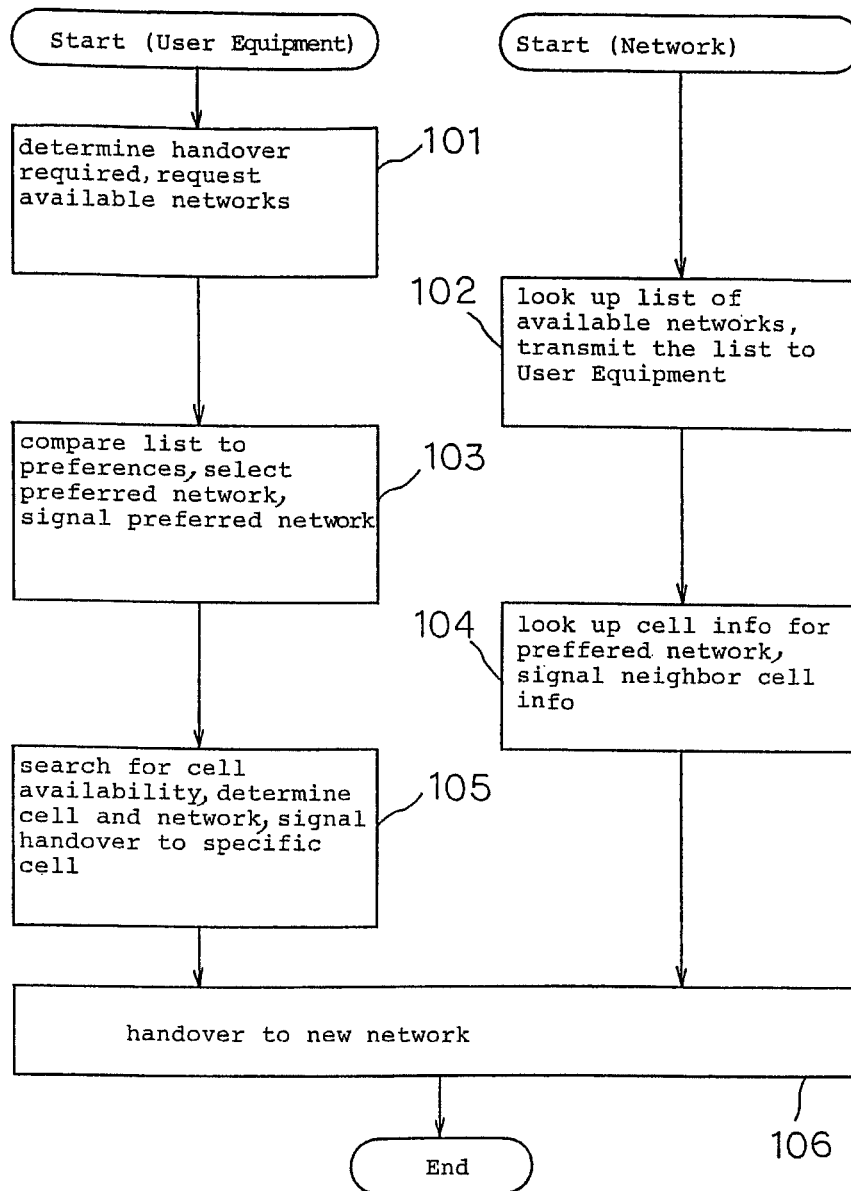 Start (User Equipment)
Start (Network)
determine handover
required, request
available networks
101
102
look up list of
available networks,
transmit the list to
User Equipment
compare list to
preferences, select
preferred network,
signal preferred network
103
104
look up cell info for
preffered network,
signal neighbor cell
info
search for cell
availability, determine
cell and network, signal
handover to specific
cell
105
handover to new network
106
End